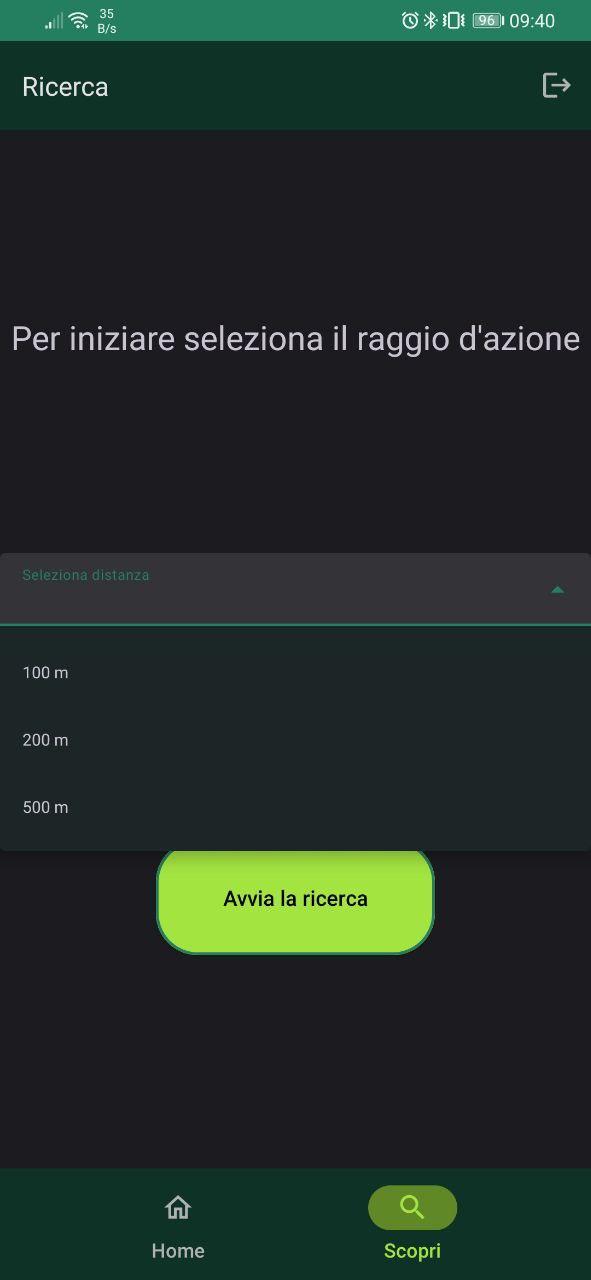 35
B/s
96
09:40
Ricerca
Per iniziare seleziona il raggio d'azione
Seleziona distanza
100 m
200 m
500 m
Avvia la ricerca
Home
Scopri